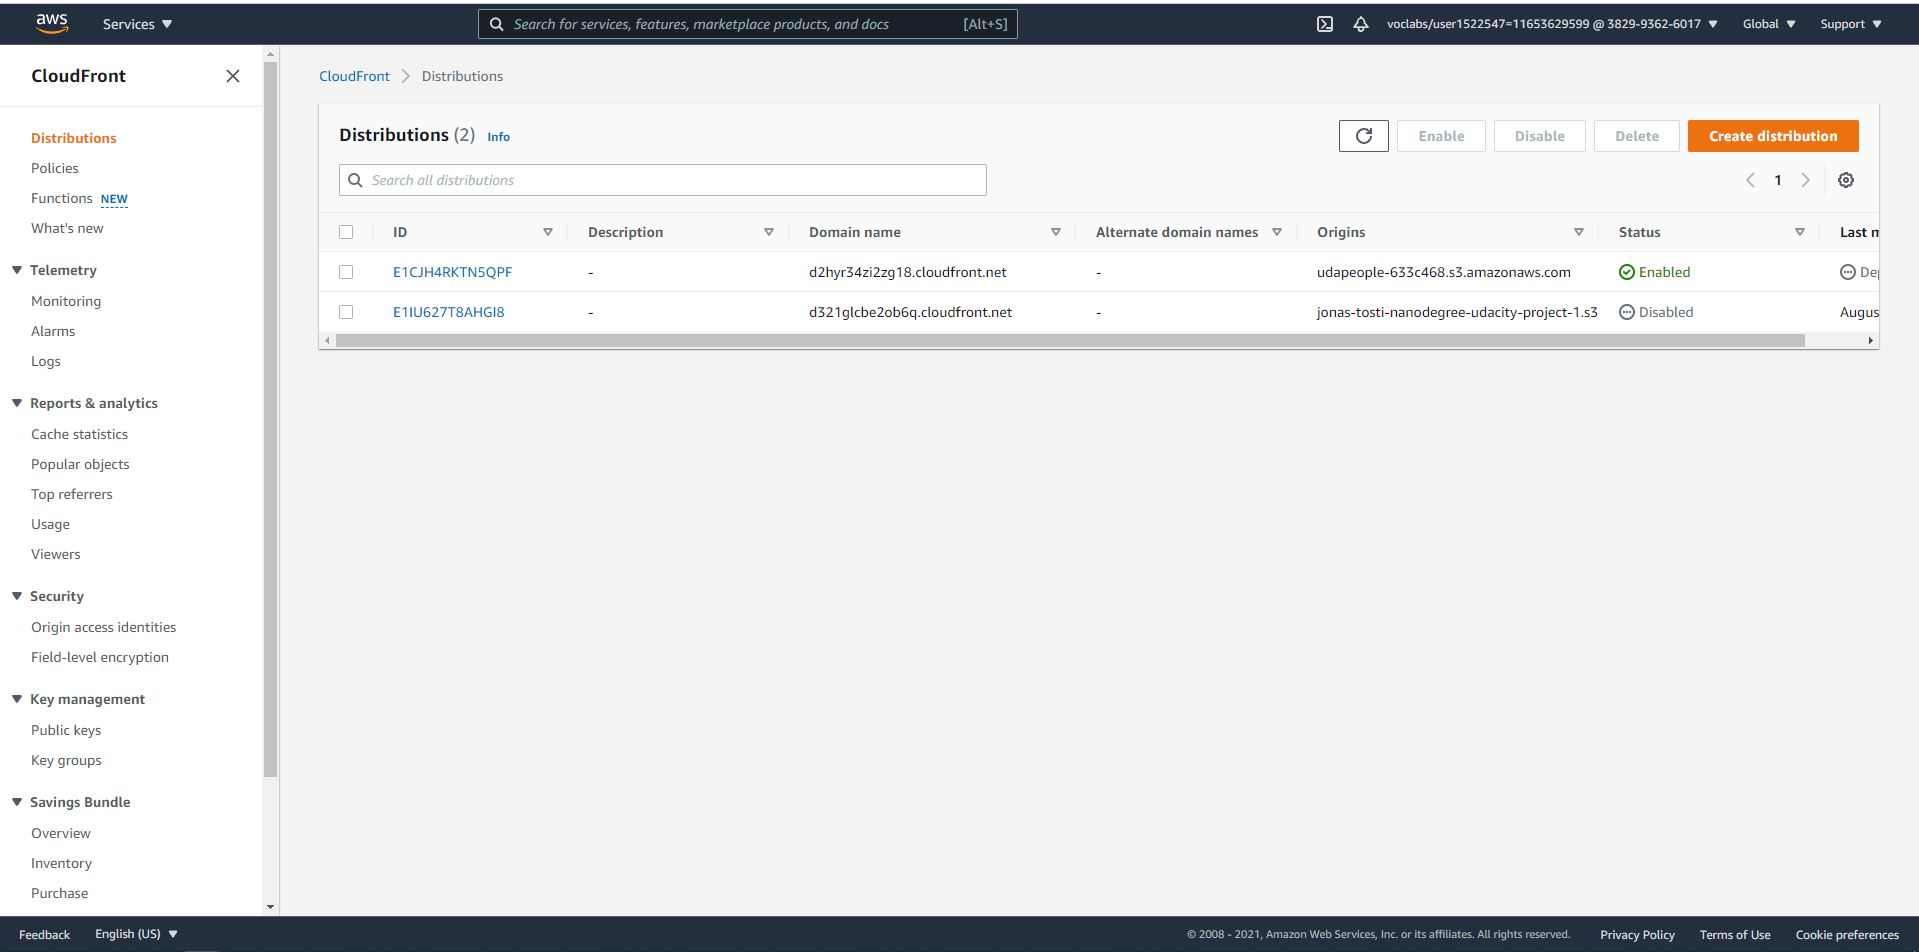 aws
Services
Search for services, features, marketplace products, and docs [Alt+S]
voclabs/user1522547=11653629599 @ 3829-9362-6017
Global
Support
CloudFront
Distributions
Policies
Functions NEW
What's new
Telemetry
Monitoring
Alarms
Logs
Reports & analytics
Cache statistics
Popular objects
Top referrers
Usage
Viewers
Security
Origin access identities
Field-level encryption
Key management
Public keys
Key groups
Savings Bundle
Overview
Inventory
Purchase
CloudFront Distributions
Distributions (2) Info
Enable
Disable
Delete
Create distribution
Search all distributions
1
ID Description Domain name Alternate domain names Origins Status Last m
E1CJH4RKTN5QPF - d2hyr34zi2zg18.cloudfront.net - udapeople-633c468.s3.amazonaws.com Enabled Dep
E1IU627T8AHGI8 - d321glcbe2ob6q.cloudfront.net - jonas-tosti-nanodegree-udacity-project-1.s3 Disabled Augus
Feedback English (US)
© 2008 - 2021, Amazon Web Services, Inc. or its affiliates. All rights reserved. Privacy Policy Terms of Use Cookie preferences